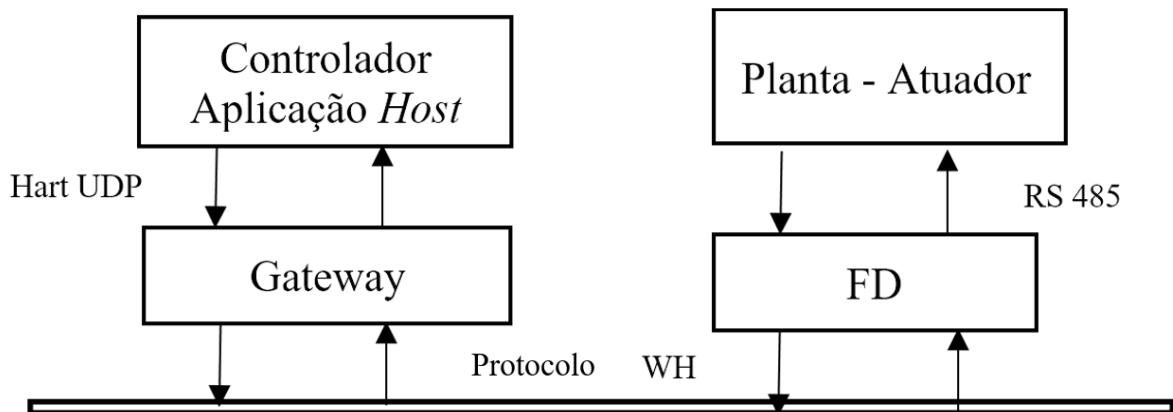 Controlador
Aplicação Host
Planta - Atuador
Hart UDP
RS 485
Gateway
FD
Protocolo WH